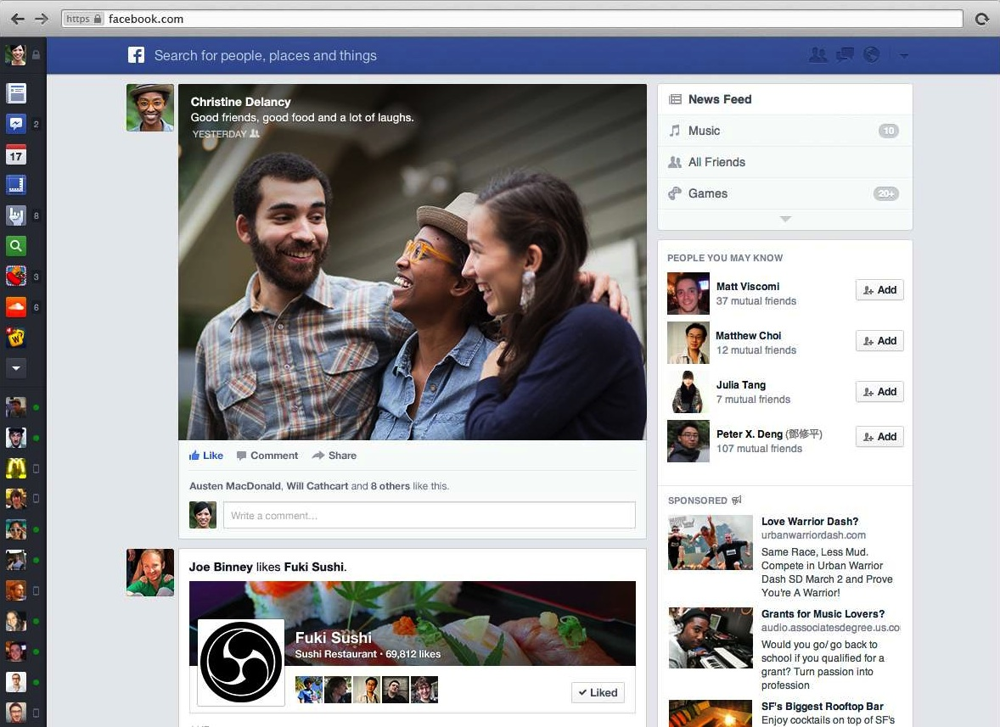 https facebook.com
Search for people, places and things
2
17
8
3
6
W
Christine Delancy
Good friends, good food and a lot of laughs.
YESTERDAY
Like Comment Share
Austen MacDonald, Will Cathcart and 8 others like this.
Write a comment...
Joe Binney likes Fuki Sushi.
Fuki Sushi
Sushi Restaurant · 69,812 likes
Liked
News Feed
Music 10
All Friends
Games 20+
PEOPLE YOU MAY KNOW
Matt Viscomi
37 mutual friends
Add
Matthew Choi
12 mutual friends
Add
Julia Tang
7 mutual friends
Add
Peter X. Deng (鄧修平)
107 mutual friends
Add
SPONSORED
Love Warrior Dash?
urbanwarriordash.com
Same Race, Less Mud.
Compete in Urban Warrior
Dash SD March 2 and Prove
You're A Warrior!
Grants for Music Lovers?
audio.associatesdegree.us.co
Would you go/ go back to
school if you qualified for a
grant? Turn passion into
profession
SF's Biggest Rooftop Bar
Enjoy cocktails on top of SF's